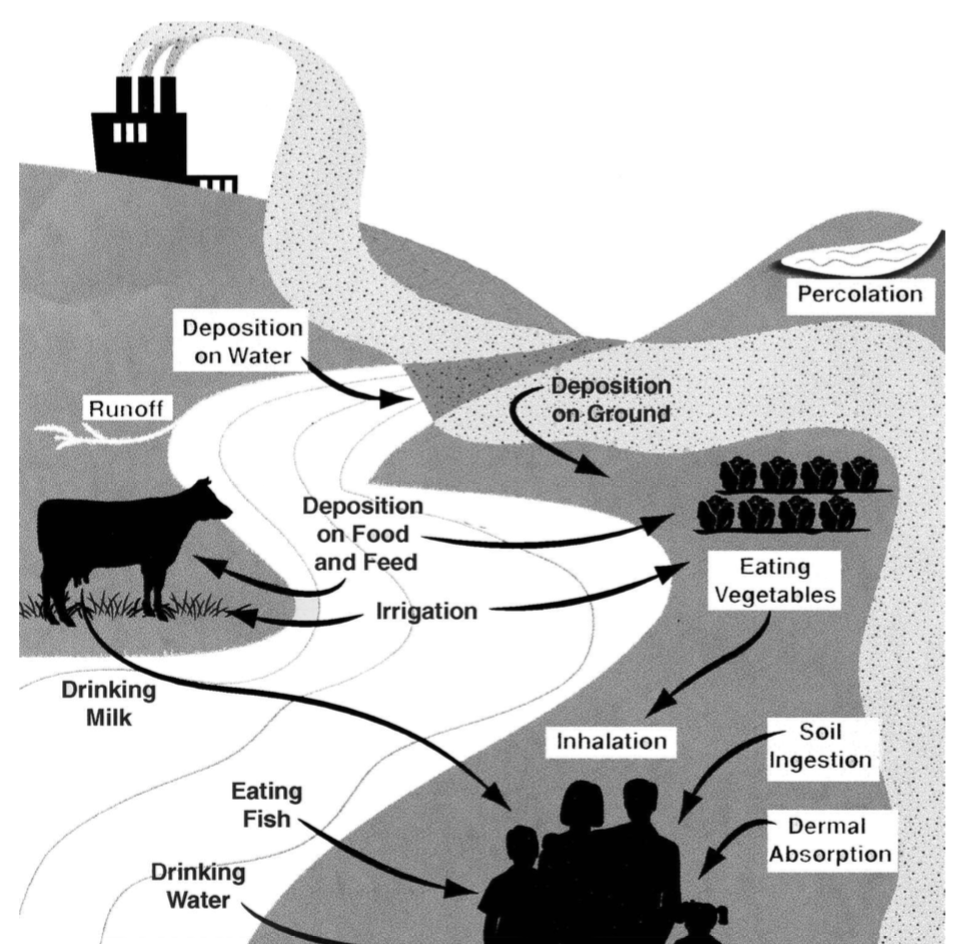 Percolation
Deposition
on Water
Deposition
on Ground
Runoff
Deposition
on Food
and Feed
Eating
Vegetables
Irrigation
Drinking
Milk
Inhalation
Soil
Ingestion
Eating
Fish
Dermal
Absorption
Drinking
Water